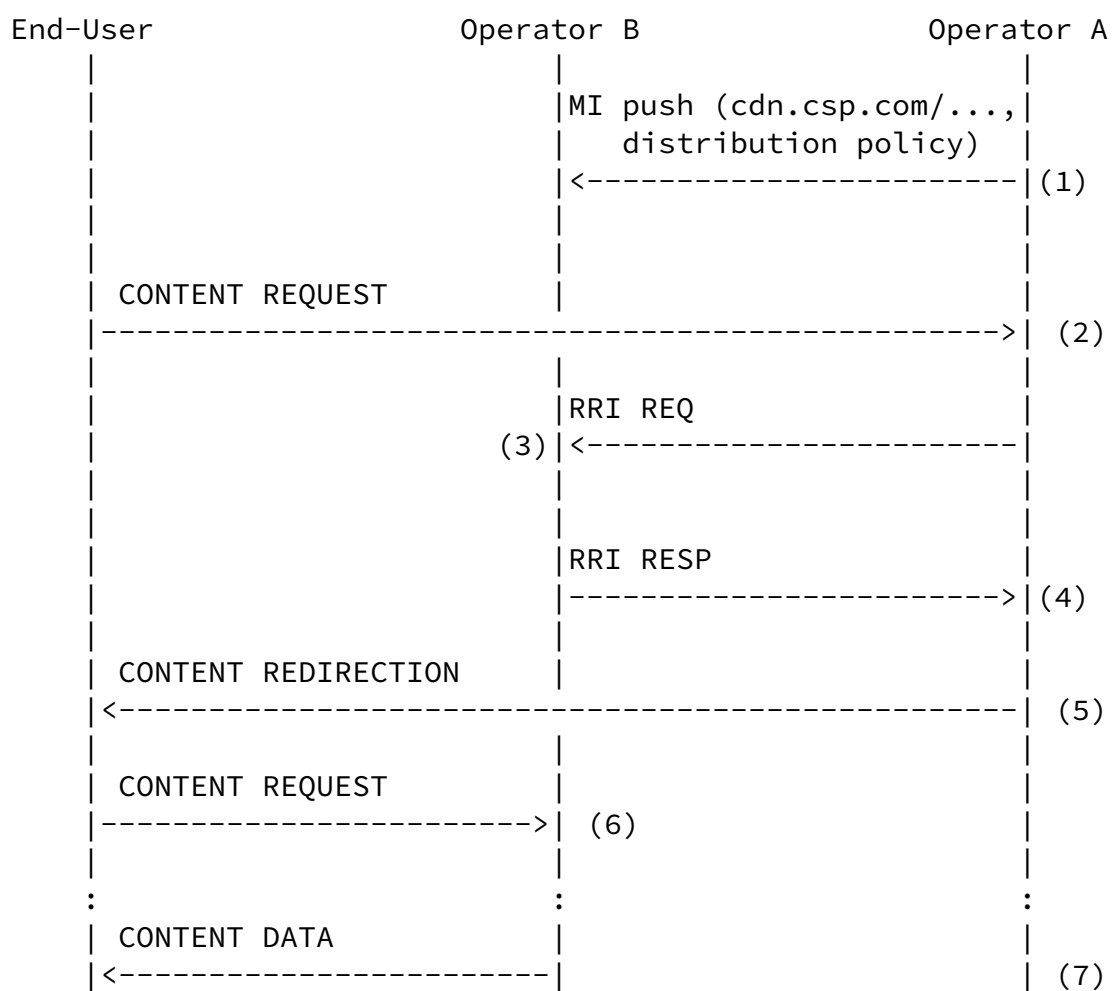 End-User Operator B Operator A
MI push (cdn.csp.com/...,
distribution policy)
(1)
CONTENT REQUEST
(2)
RRI REQ
(3)
RRI RESP
(4)
CONTENT REDIRECTION
(5)
CONTENT REQUEST
(6)
: : :
CONTENT DATA
(7)